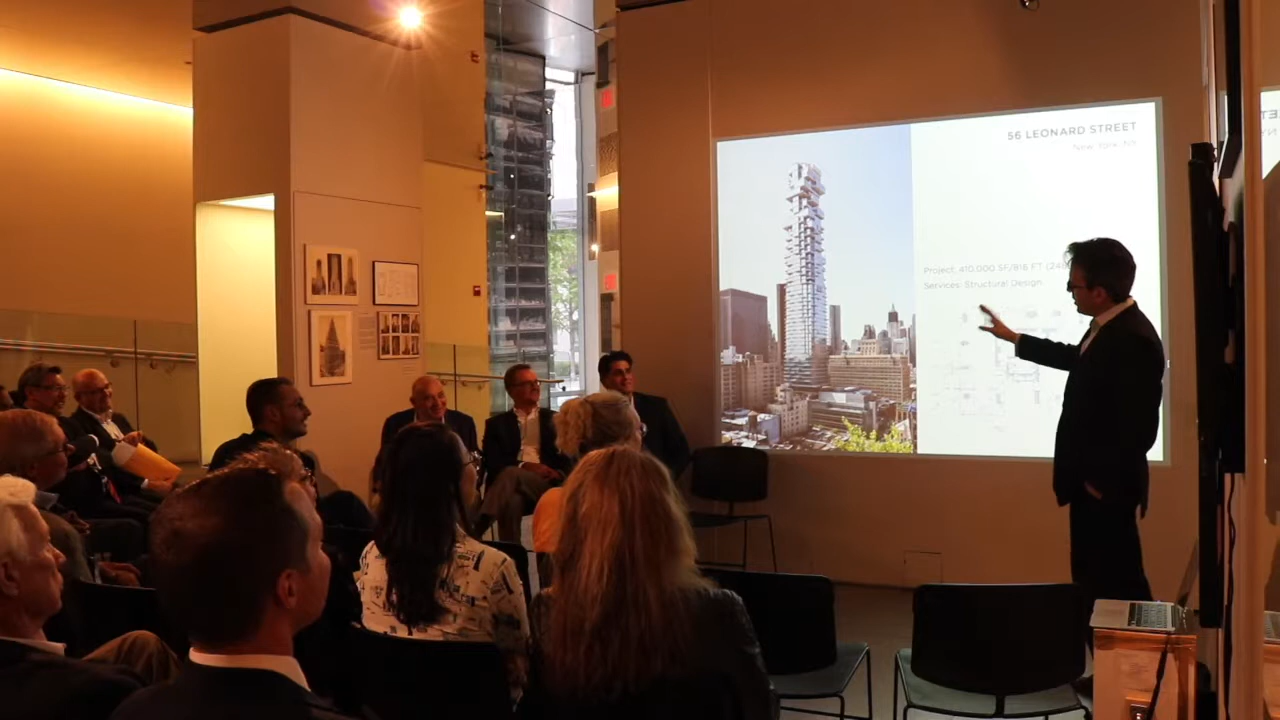 56 LEONARD STREET
New York, NY
Project: 410,000 SF/816 FT
Services: Structural Design